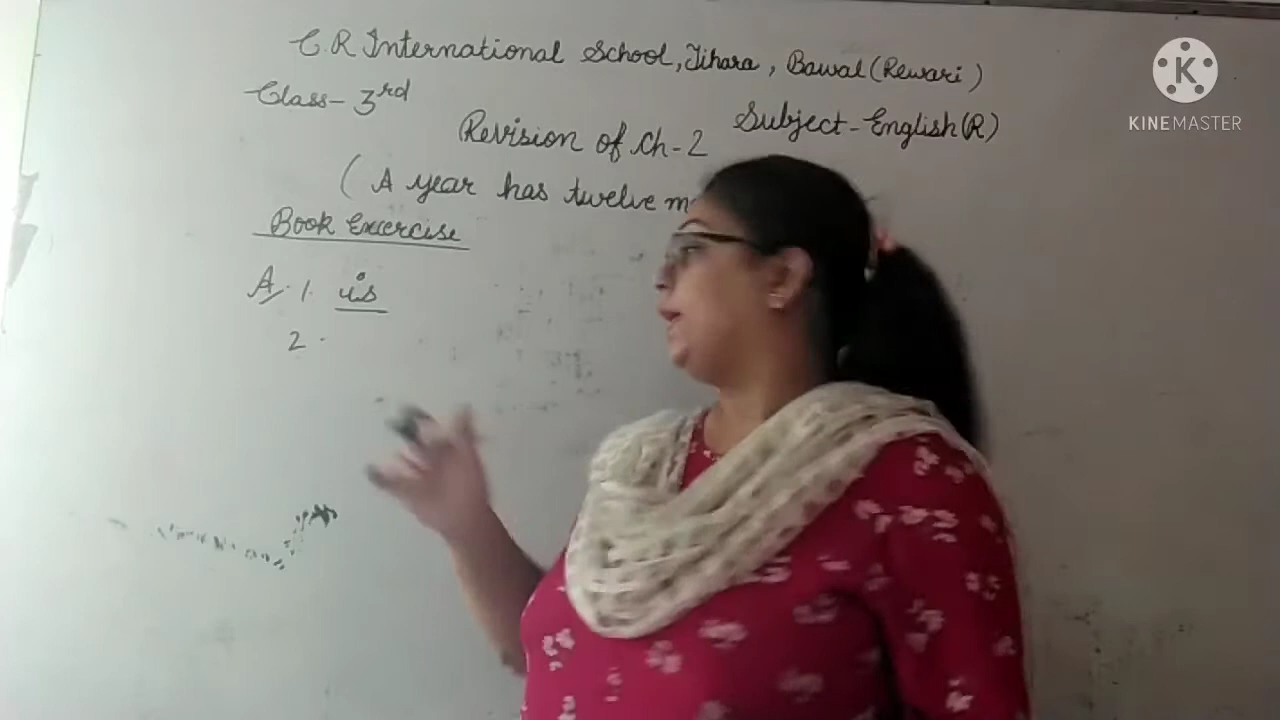 C.R International School, Jihara, Bawal (Rewari)
Class- 3rd
Subject-English(R)
Revision of Ch-2
( A year has twelve m
Book Excercise
A. 1. is
2.
K
KINEMASTER